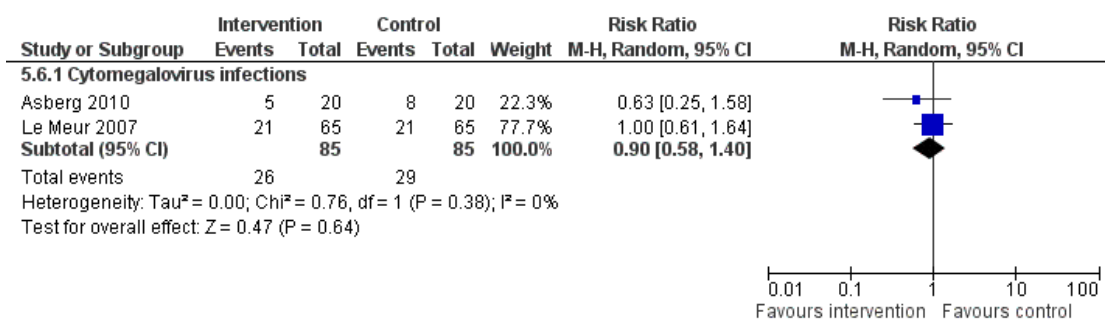 Intervention Control Risk Ratio Risk Ratio
Study or Subgroup Events Total Events Total Weight M-H, Random, 95% CI M-H, Random, 95% CI
5.6.1 Cytomegalovirus infections
Asberg 2010 5 20 8 20 22.3% 0.63 [0.25, 1.58]
Le Meur 2007 21 65 21 65 77.7% 1.00 [0.61, 1.64]
Subtotal (95% CI) 85 85 100.0% 0.90 [0.58, 1.40]
Total events 26 29
Heterogeneity: Tau² = 0.00; Chi² = 0.76, df = 1 (P = 0.38); I² = 0%
Test for overall effect: Z = 0.47 (P = 0.64)
0.01 0.1 1 10 100
Favours intervention Favours control